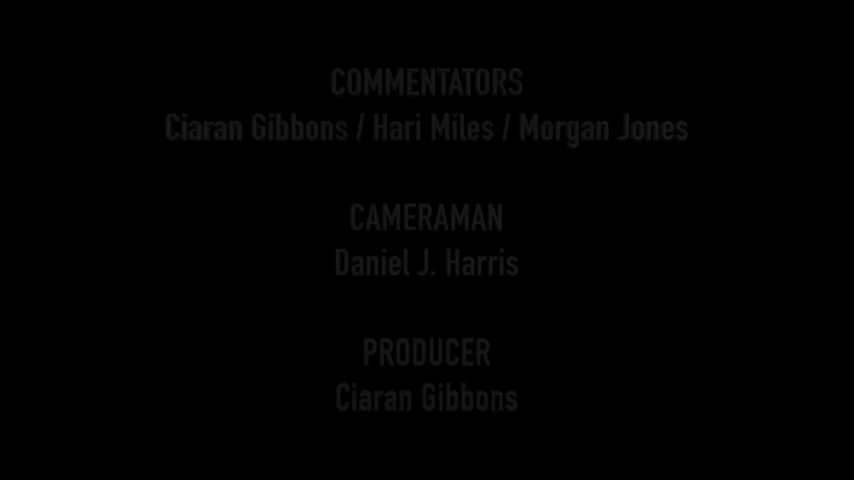 COMMENTATORS
Ciaran Gibbons / Hari Miles / Morgan Jones
CAMERAMAN
Daniel J. Harris
PRODUCER
Ciaran Gibbons